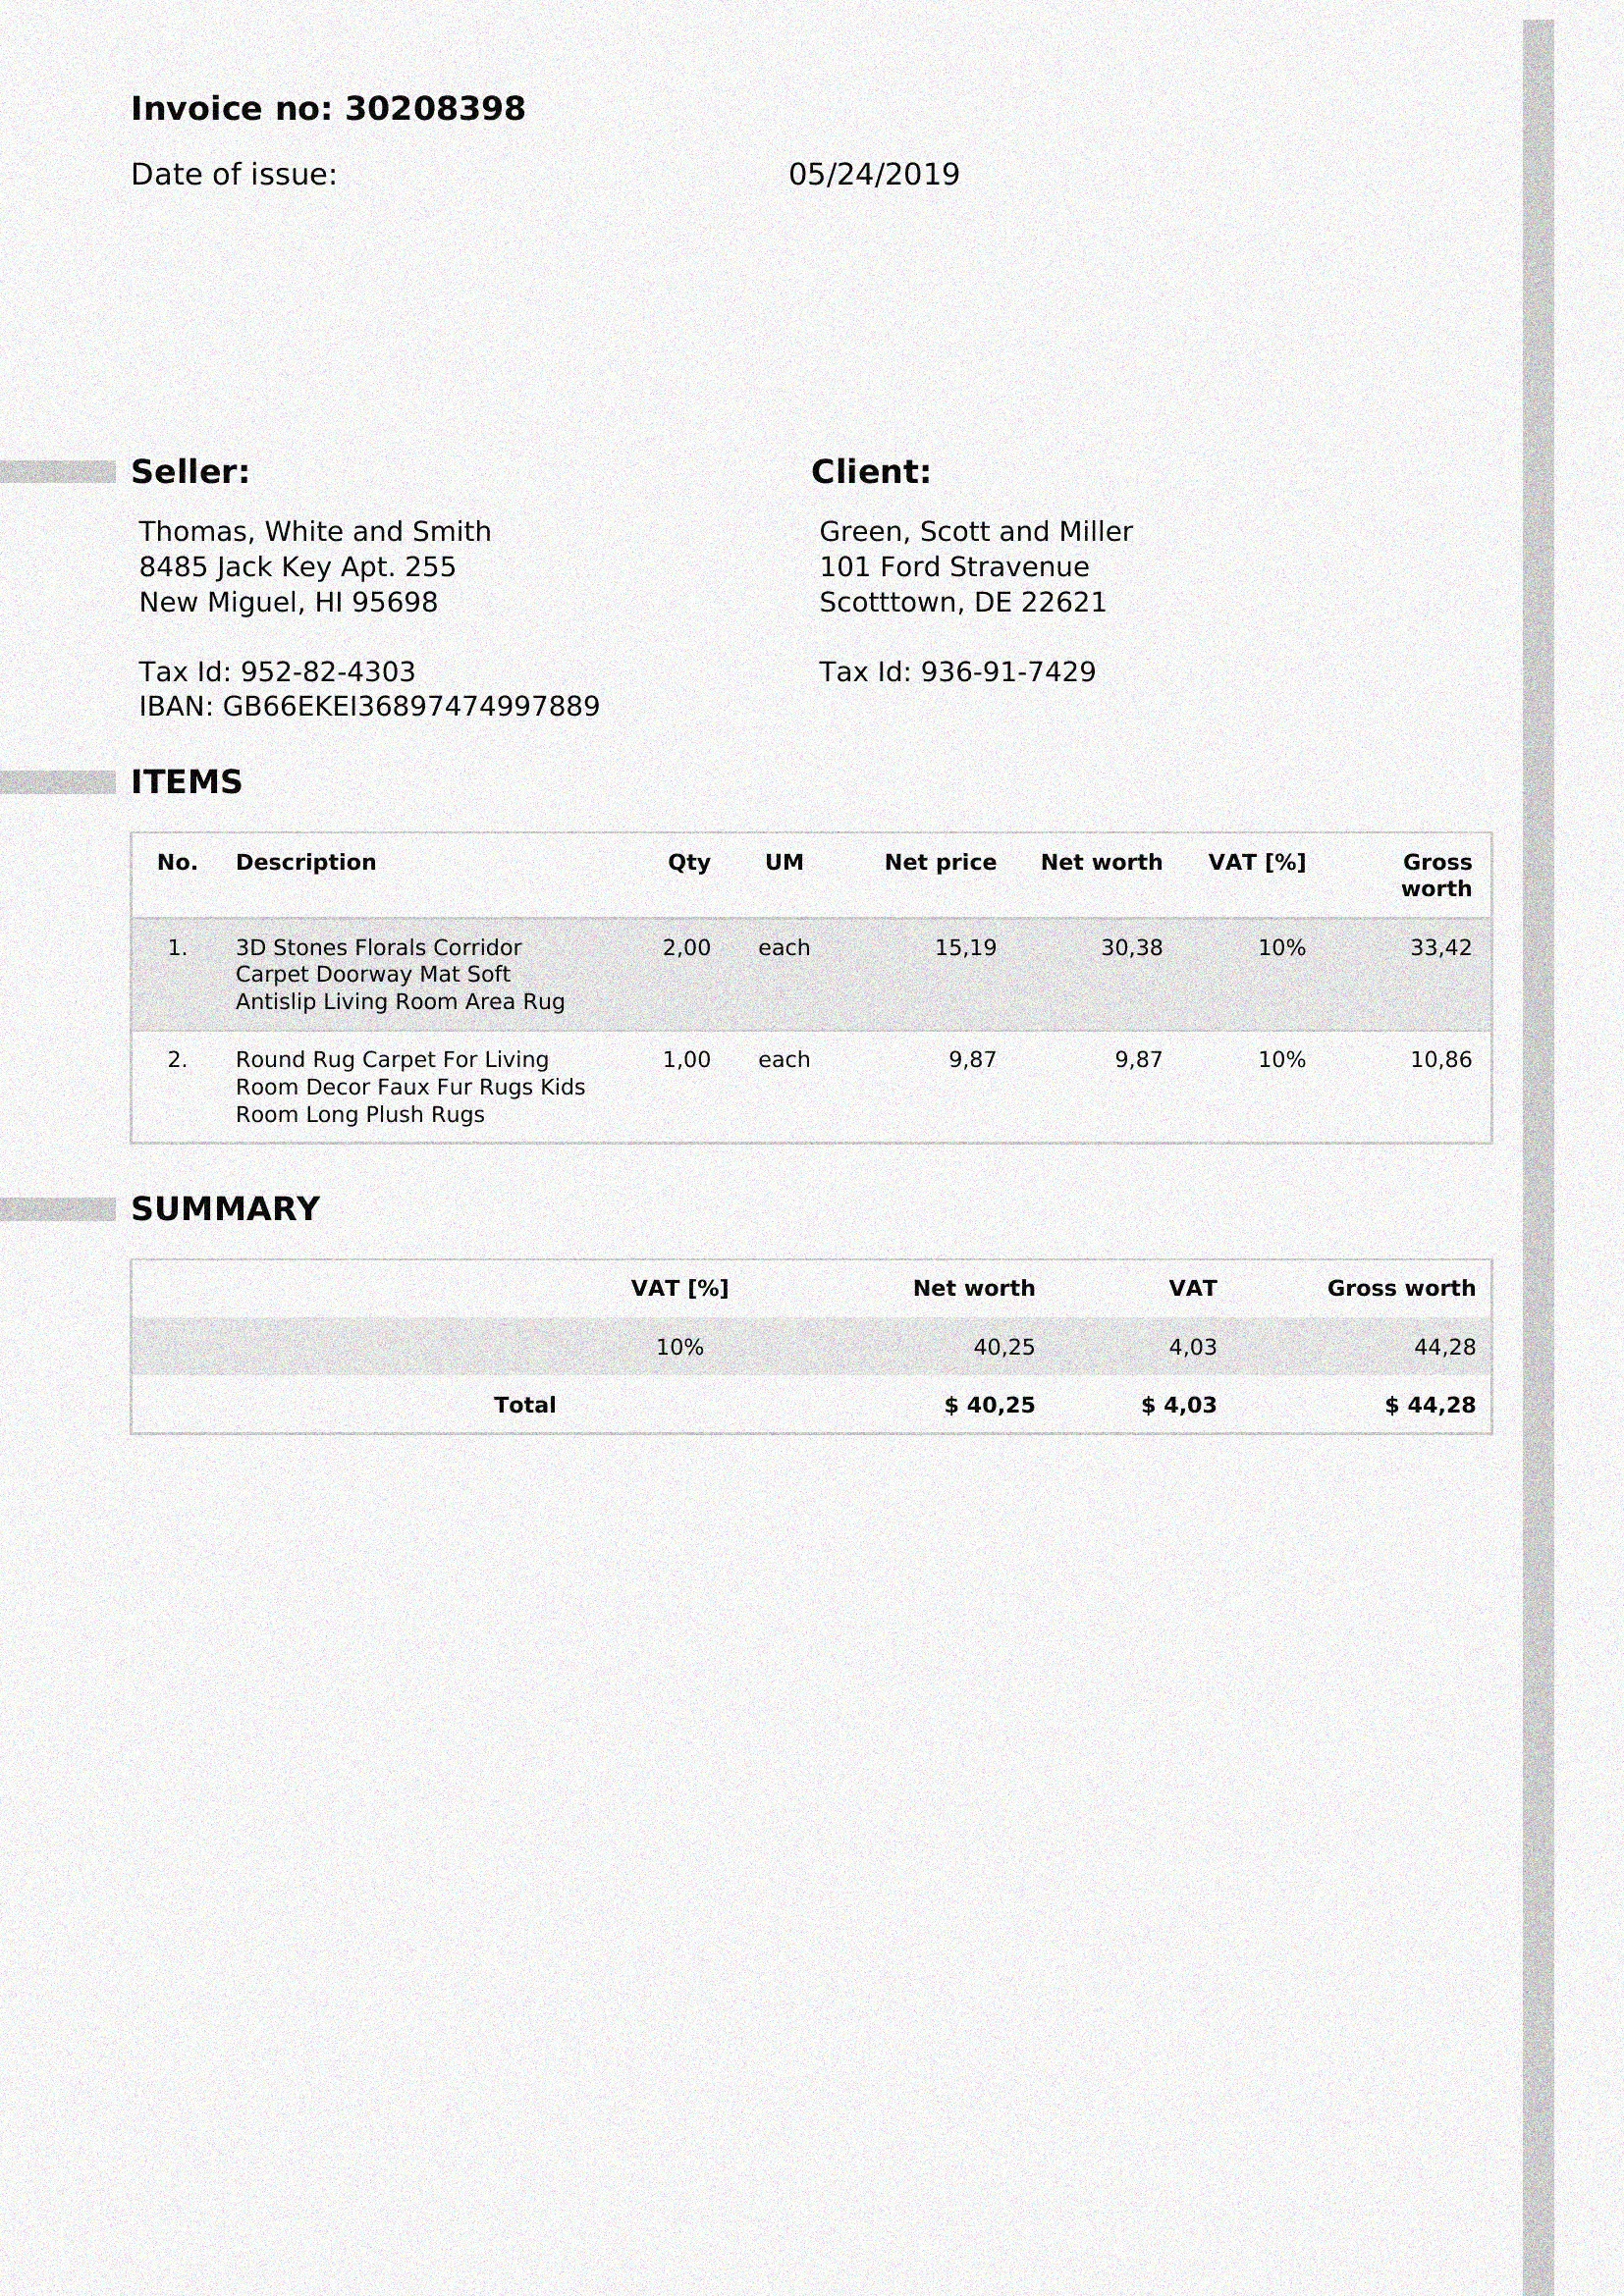 Invoice no: 30208398
Date of issue: 05/24/2019
Seller:
Thomas, White and Smith
8485 Jack Key Apt. 255
New Miguel, HI 95698
Tax Id: 952-82-4303
IBAN: GB66EKEI36897474997889
Client:
Green, Scott and Miller
101 Ford Stravenue
Scotttown, DE 22621
Tax Id: 936-91-7429
ITEMS
No. Description Qty UM Net price Net worth VAT [%] Gross
worth
1. 3D Stones Florals Corridor 2,00 each 15,19 30,38 10% 33,42
Carpet Doorway Mat Soft
Antislip Living Room Area Rug
2. Round Rug Carpet For Living 1,00 each 9,87 9,87 10% 10,86
Room Decor Faux Fur Rugs Kids
Room Long Plush Rugs
SUMMARY
VAT [%] Net worth VAT Gross worth
10% 40,25 4,03 44,28
Total $ 40,25 $ 4,03 $ 44,28